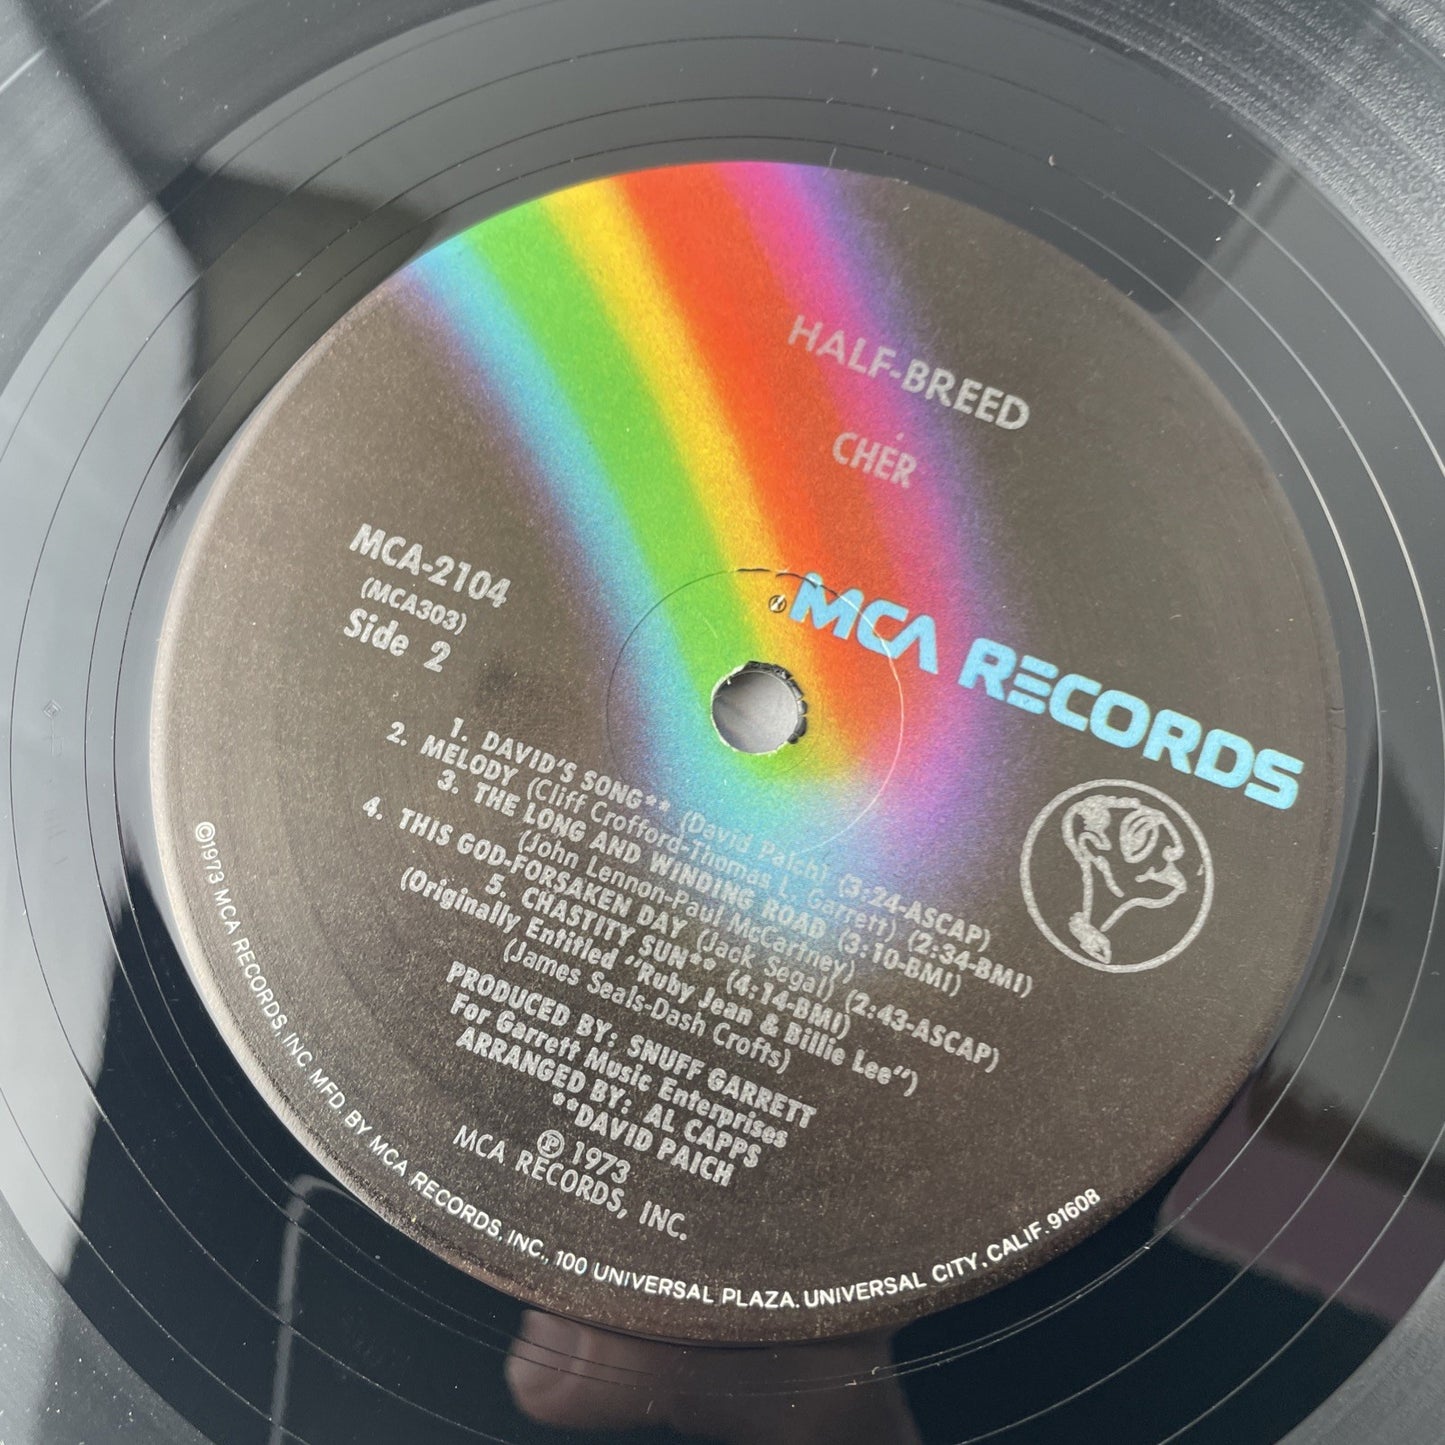 HALF-BREED
CHÉR
MCA-2104
(MCA303)
Side 2
MCA RECORDS
1. DAVID'S SONG** (David Paich) (3:24-ASCAP)
2. MELODY (Cliff Crofford-Thomas L. Garrett) (2:34-BMI)
3. THE LONG AND WINDING ROAD (3:10-BMI)
(John Lennon-Paul McCartney)
4. THIS GOD-FORSAKEN DAY (Jack Segal) (2:43-ASCAP)
5. CHASTITY SUN** (4:14-BMI)
(Originally Entitled "Ruby Jean & Billie Lee")
(James Seals-Dash Crofts)
PRODUCED BY: SNUFF GARRETT
For Garrett Music Enterprises
ARRANGED BY: AL CAPPS
**DAVID PAICH
℗ 1973
MCA RECORDS, INC.
©1973 MCA RECORDS, INC MFD BY MCA RECORDS, INC., 100 UNIVERSAL PLAZA. UNIVERSAL CITY, CALIF. 91608